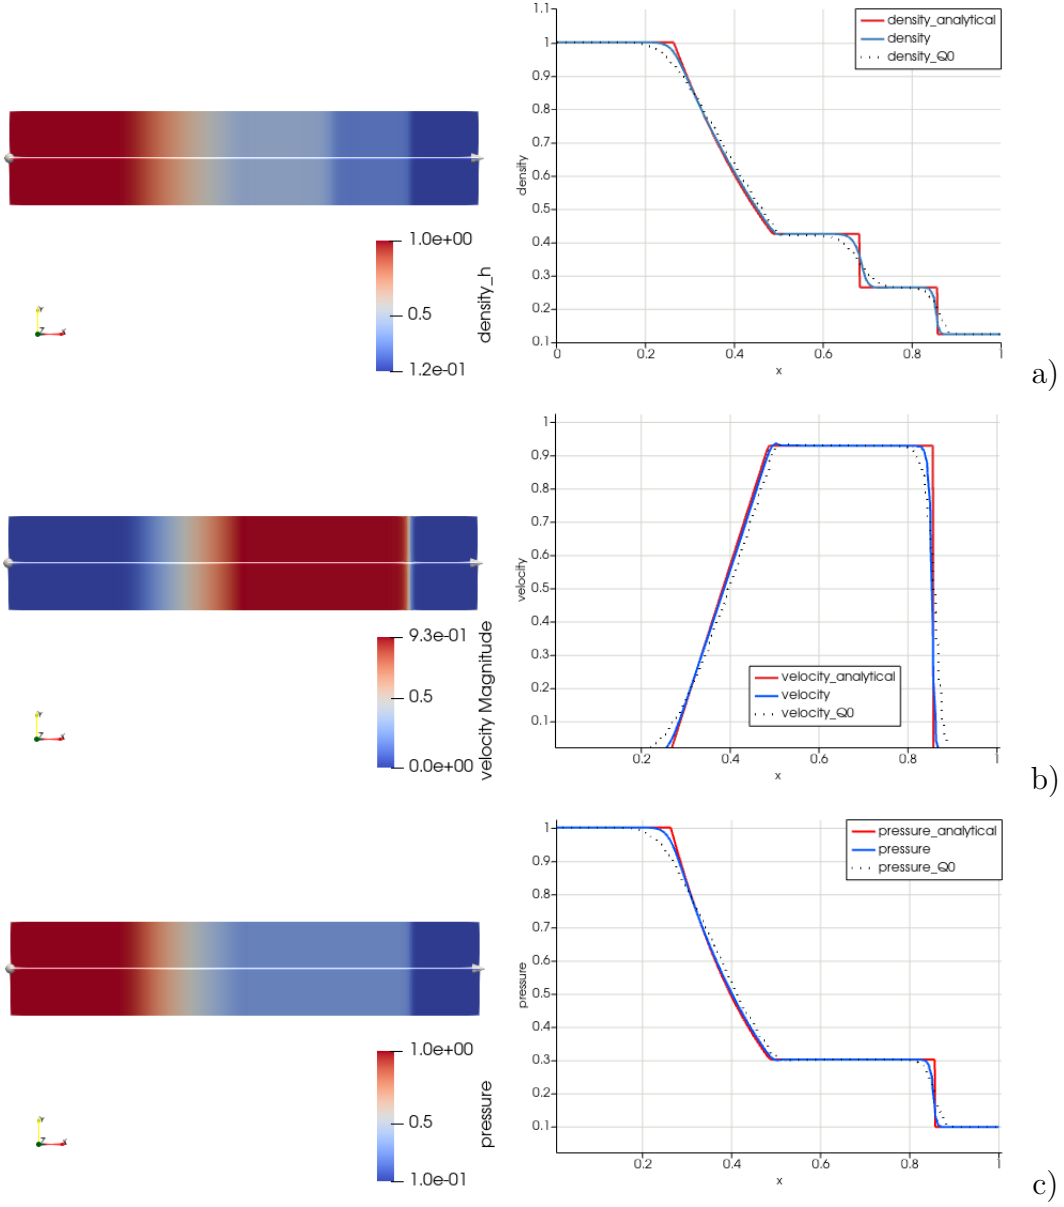 1.1
1
0.9
0.8
0.7
0.6
0.5
0.4
0.3
0.2
0.1
density
0
0.2
0.4
0.6
0.8
1
x
density_analytical
density
density_Q0
1.0e+00
0.5
1.2e-01
density_h
Y
Z
X
a)
1
0.9
0.8
0.7
0.6
0.5
0.4
0.3
0.2
0.1
velocity
0.2
0.4
0.6
0.8
1
x
velocity_analytical
velocity
velocity_Q0
9.3e-01
0.5
0.0e+00
velocity Magnitude
Y
Z
X
b)
1
0.9
0.8
0.7
0.6
0.5
0.4
0.3
0.2
0.1
pressure
0.2
0.4
0.6
0.8
1
x
pressure_analytical
pressure
pressure_Q0
1.0e+00
0.5
1.0e-01
pressure
Y
Z
X
c)